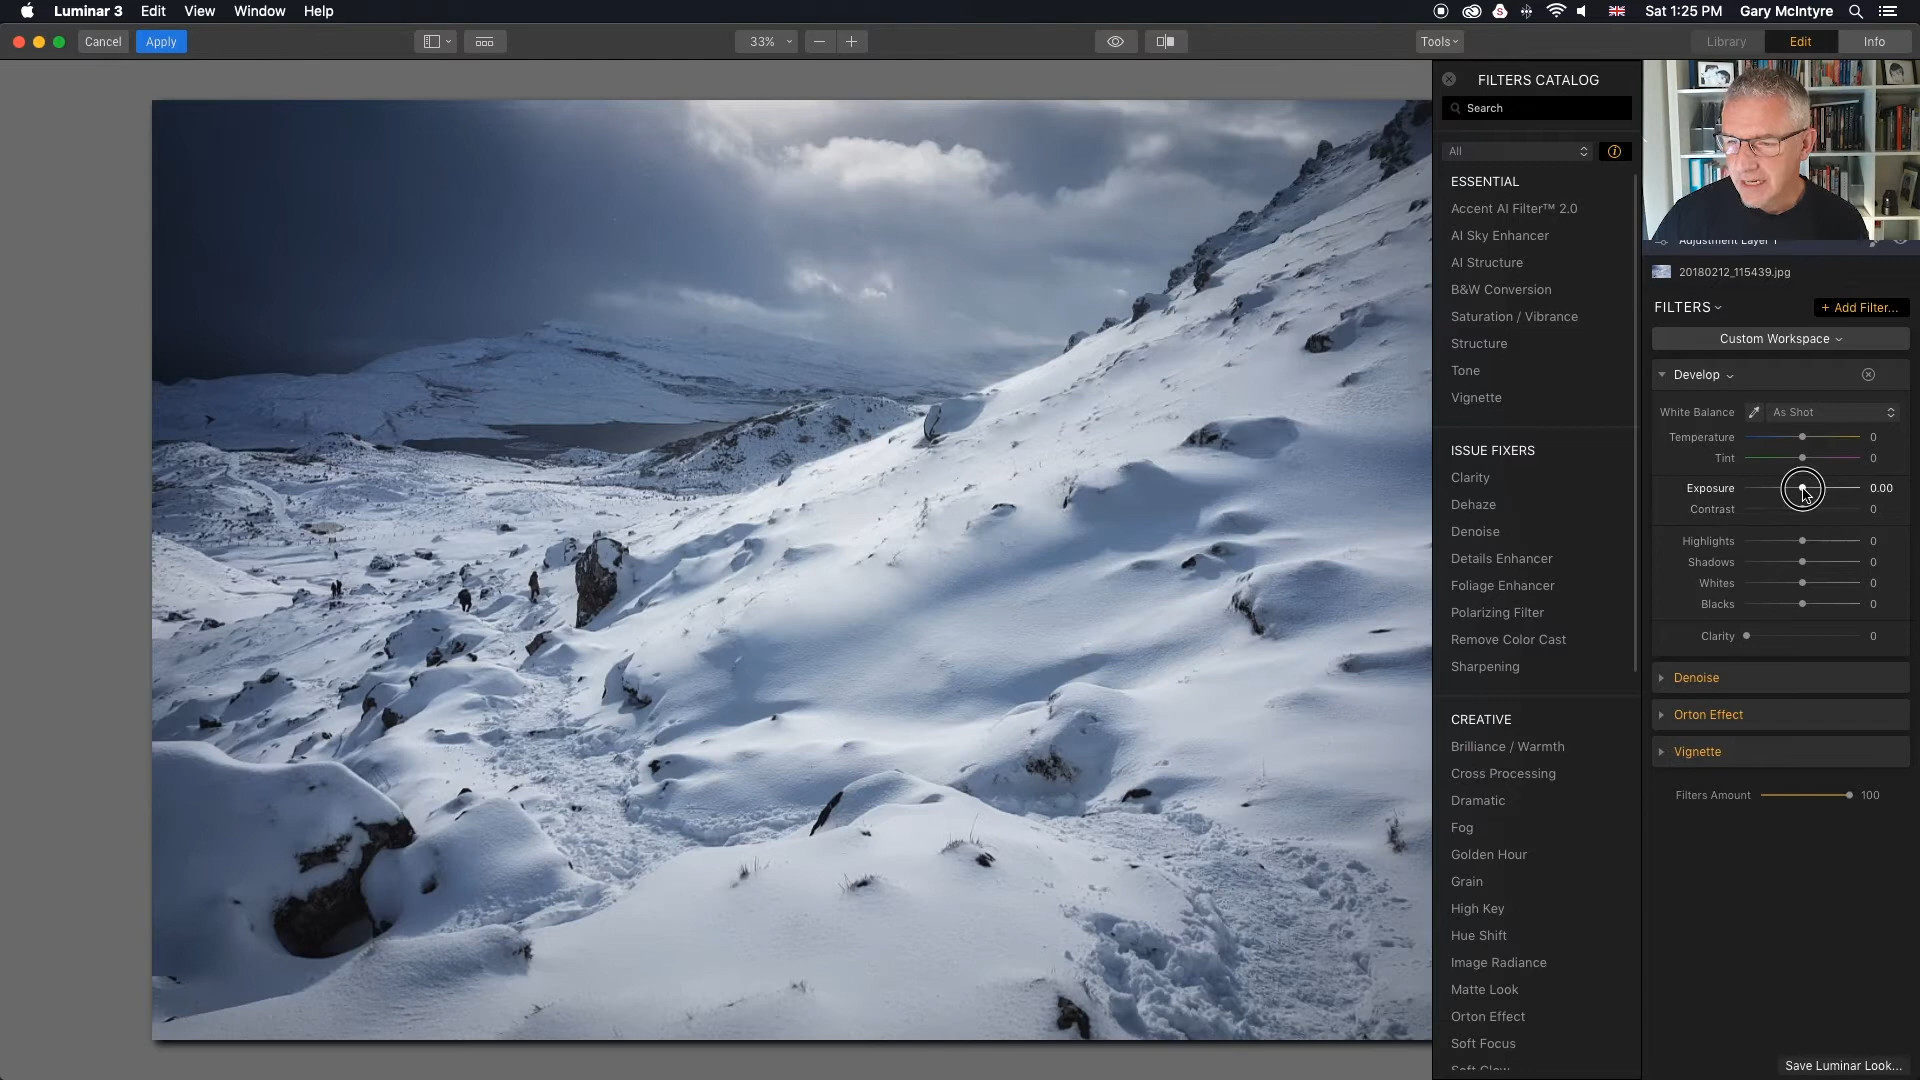 Luminar 3 Edit View Window Help
Sat 1:25 PM Gary McIntyre
Cancel Apply 33% Tools Library Edit Info
FILTERS CATALOG
Search
All
ESSENTIAL
Accent AI Filter™ 2.0
AI Sky Enhancer
AI Structure
B&W Conversion
Saturation / Vibrance
Structure
Tone
Vignette
ISSUE FIXERS
Clarity
Dehaze
Denoise
Details Enhancer
Foliage Enhancer
Polarizing Filter
Remove Color Cast
Sharpening
CREATIVE
Brilliance / Warmth
Cross Processing
Dramatic
Fog
Golden Hour
Grain
High Key
Hue Shift
Image Radiance
Matte Look
Orton Effect
Soft Focus
Soft Glow
Adjustment Layer 1
20180212_115439.jpg
FILTERS + Add Filter...
Custom Workspace
Develop
White Balance As Shot
Temperature 0
Tint 0
Exposure 0.00
Contrast 0
Highlights 0
Shadows 0
Whites 0
Blacks 0
Clarity 0
Denoise
Orton Effect
Vignette
Filters Amount 100
Save Luminar Look...